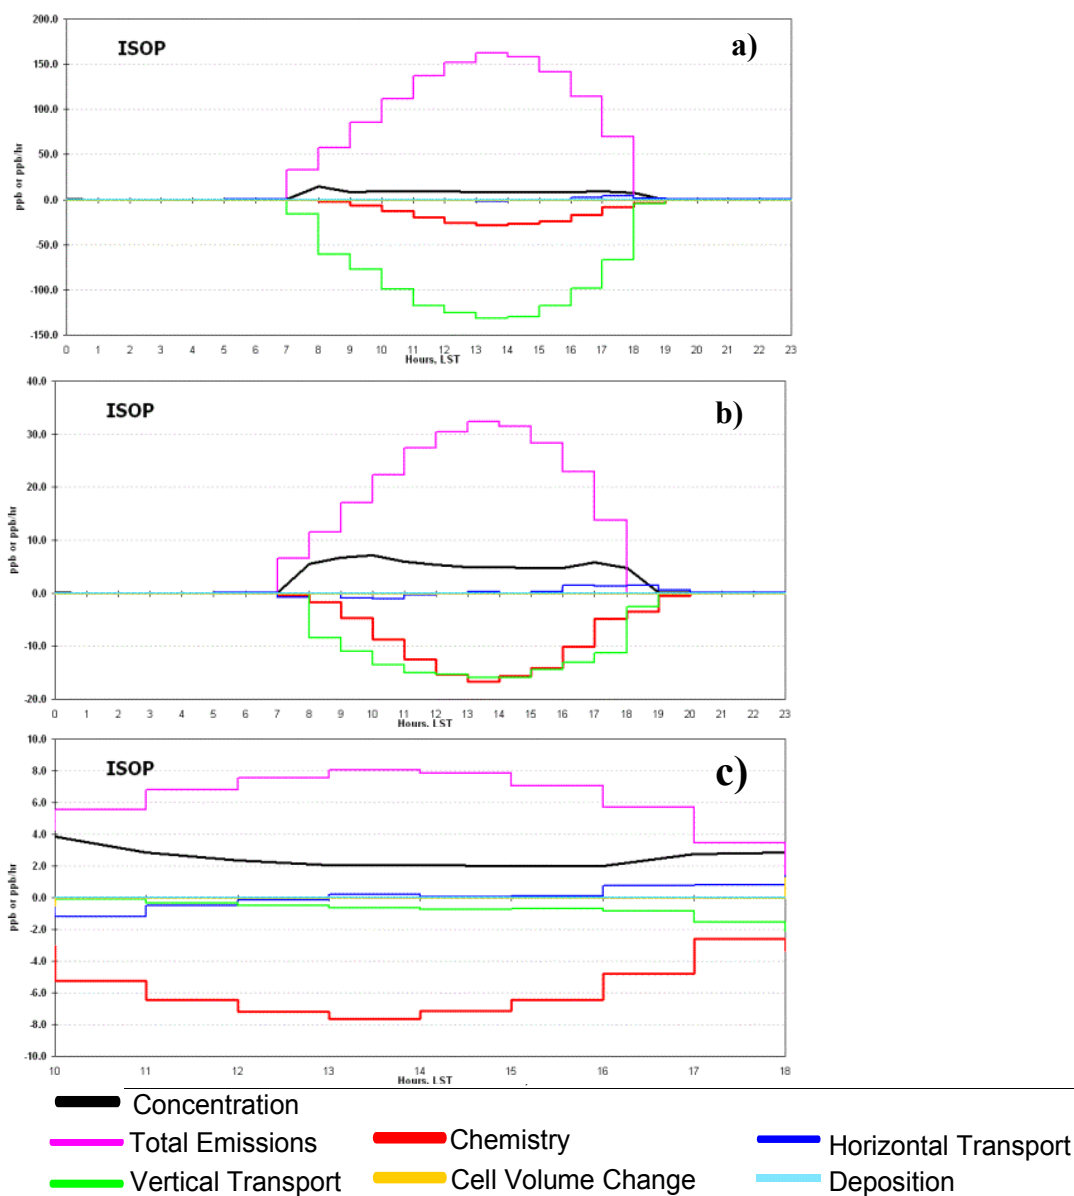 200.0
ISOP
a)
150.0
100.0
50.0
0.0
-50.0
-100.0
-150.0
ppb or ppb/hr
0 1 2 3 4 5 6 7 8 9 10 11 12 13 14 15 16 17 18 19 20 21 22 23
Hours, LST
40.0
ISOP
b)
30.0
20.0
10.0
0.0
-10.0
-20.0
ppb or ppb/hr
0 1 2 3 4 5 6 7 8 9 10 11 12 13 14 15 16 17 18 19 20 21 22 23
Hours, LST
10.0
ISOP
c)
8.0
6.0
4.0
2.0
0.0
-2.0
-4.0
-6.0
-8.0
-10.0
ppb or ppb/hr
10 11 12 13 14 15 16 17 18
Hours, LST
Concentration
Total Emissions Chemistry Horizontal Transport
Vertical Transport Cell Volume Change Deposition